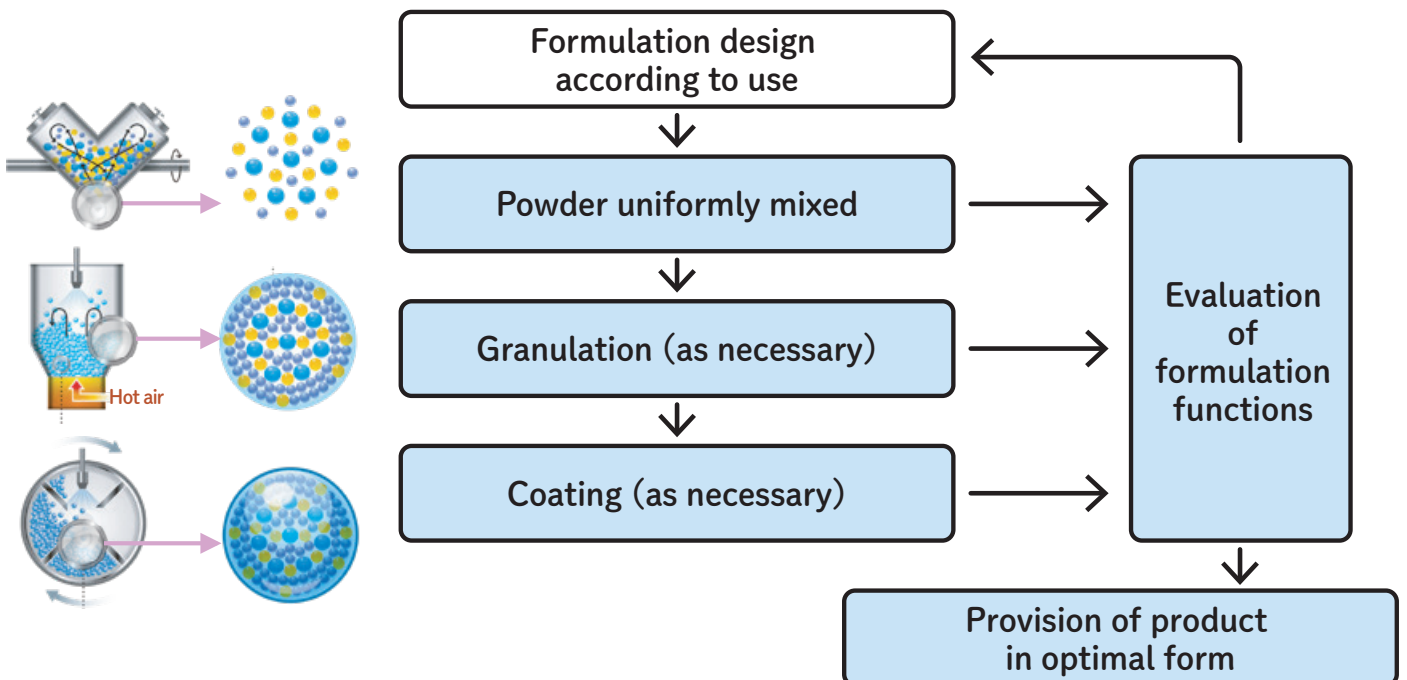 Formulation design
according to use
Powder uniformly mixed
Granulation (as necessary)
Hot air
Coating (as necessary)
Evaluation
of
formulation
functions
Provision of product
in optimal form